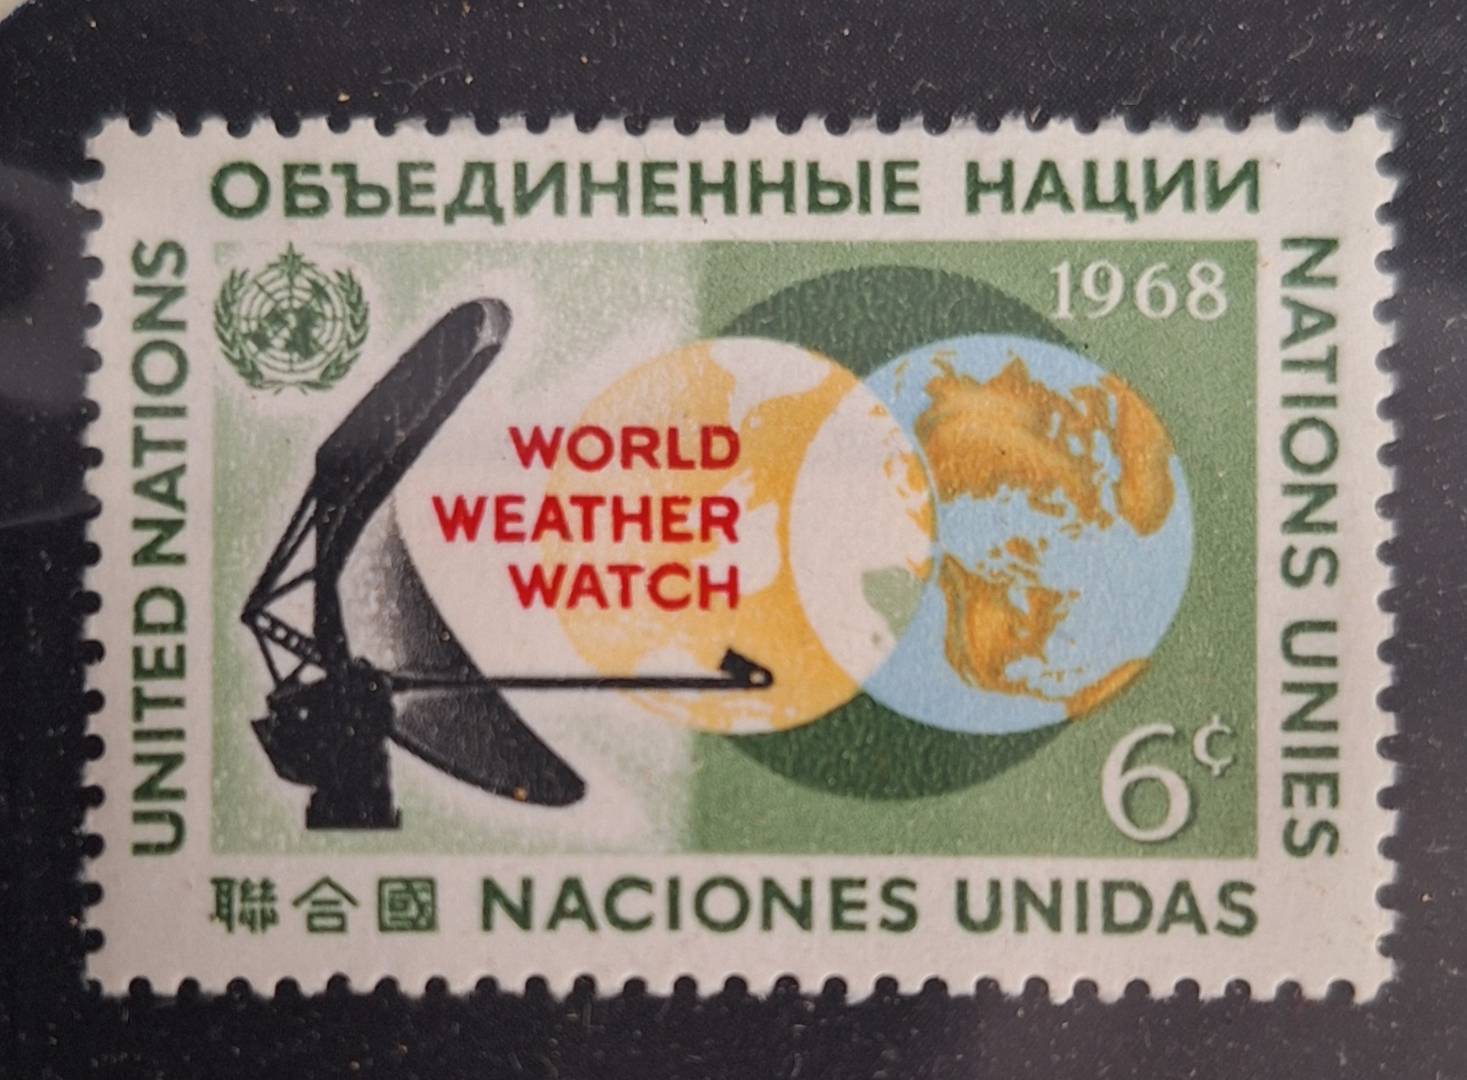 ОБЪЕДИНЕННЫЕ НАЦИИ
UNITED NATIONS
1968
WORLD
WEATHER
WATCH
6¢
NATIONS UNIES
聯合國 NACIONES UNIDAS